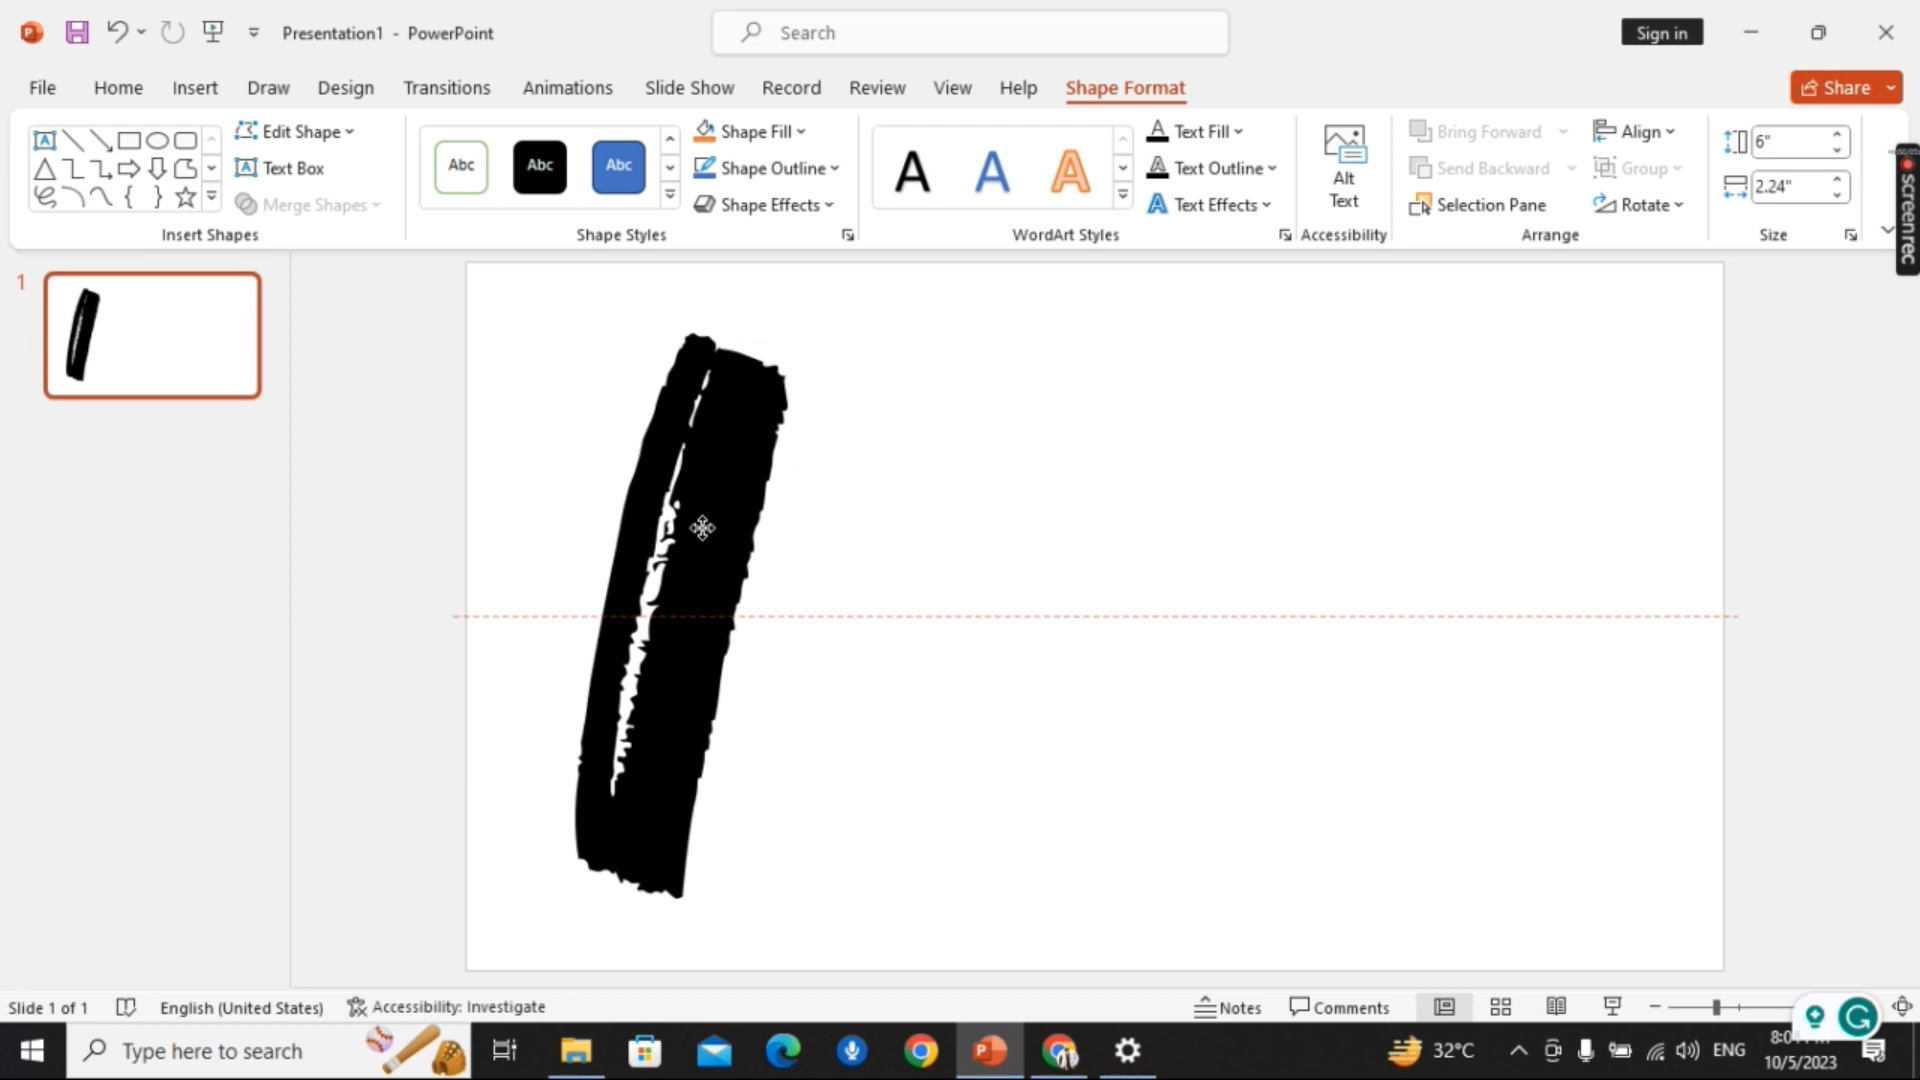 Presentation1 - PowerPoint
Search
Sign in
File Home Insert Draw Design Transitions Animations Slide Show Record Review View Help Shape Format
Share
Edit Shape
Text Box
Merge Shapes
Insert Shapes
Abc Abc Abc
Shape Fill
Shape Outline
Shape Effects
Shape Styles
A A A
Text Fill
Text Outline
Text Effects
WordArt Styles
Alt
Text
Accessibility
Bring Forward
Send Backward
Selection Pane
Align
Group
Rotate
Arrange
6"
2.24"
Size
screenrec
1
Slide 1 of 1
English (United States)
Accessibility: Investigate
Notes
Comments
Type here to search
32°C
ENG
10/5/2023